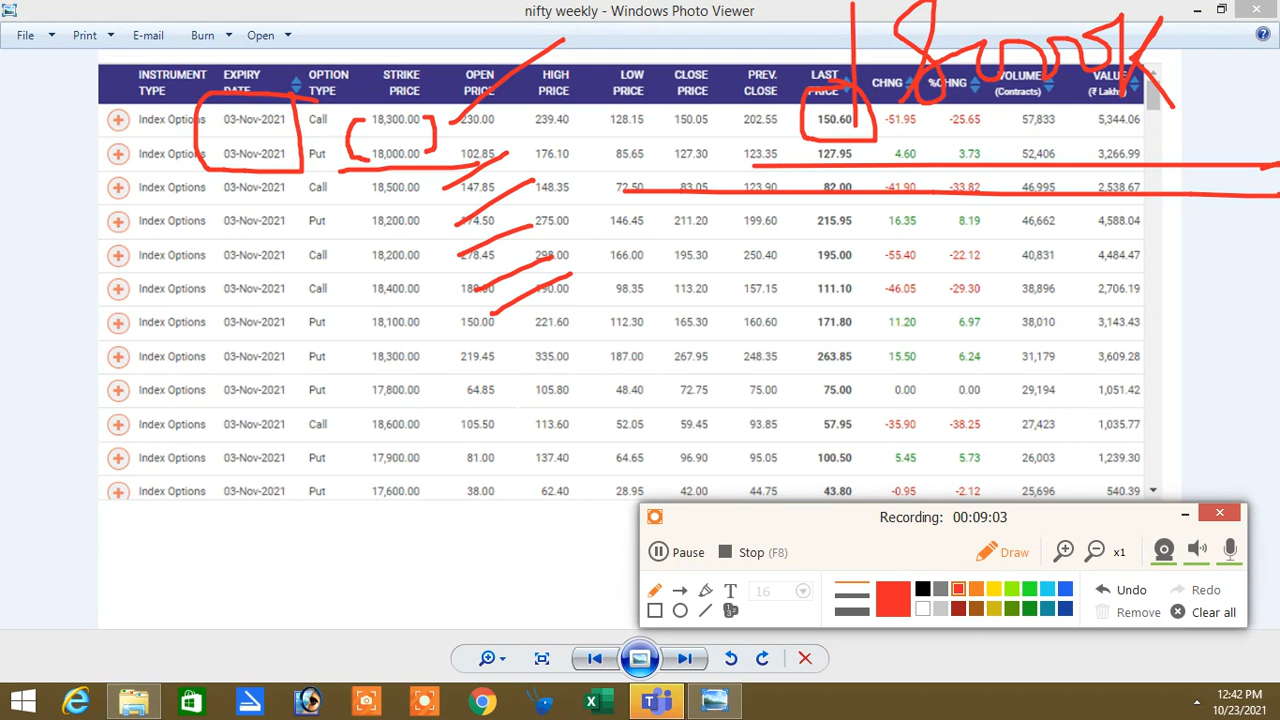 nifty weekly - Windows Photo Viewer
File Print E-mail Burn Open
18000K
INSTRUMENT TYPE EXPIRY DATE OPTION TYPE STRIKE PRICE OPEN PRICE HIGH PRICE LOW PRICE CLOSE PRICE PREV. CLOSE LAST PRICE CHNG %CHNG VOLUME (Contracts) VALUE (₹ Lakhs)
Index Options 03-Nov-2021 Call 18,300.00 230.00 239.40 128.15 150.05 202.55 150.60 -51.95 -25.65 57,833 5,344.06
Index Options 03-Nov-2021 Put 18,000.00 102.85 176.10 85.65 127.30 123.35 127.95 4.60 3.73 52,406 3,266.99
Index Options 03-Nov-2021 Call 18,500.00 147.85 148.35 72.50 83.05 123.90 82.00 -41.90 -33.82 46,995 2,538.67
Index Options 03-Nov-2021 Put 18,200.00 174.50 275.00 146.45 211.20 199.60 215.95 16.35 8.19 46,662 4,588.04
Index Options 03-Nov-2021 Call 18,200.00 278.45 298.00 166.00 195.30 250.40 195.00 -55.40 -22.12 40,831 4,484.47
Index Options 03-Nov-2021 Call 18,400.00 190.00 98.35 113.20 157.15 111.10 -46.05 -29.30 38,896 2,706.19
Index Options 03-Nov-2021 Put 18,100.00 150.00 221.60 112.30 165.30 160.60 171.80 11.20 6.97 38,010 3,143.43
Index Options 03-Nov-2021 Put 18,300.00 219.45 335.00 187.00 267.95 248.35 263.85 15.50 6.24 31,179 3,609.28
Index Options 03-Nov-2021 Put 17,800.00 64.85 105.80 48.40 72.75 75.00 75.00 0.00 0.00 29,194 1,051.42
Index Options 03-Nov-2021 Call 18,600.00 105.50 113.60 52.05 59.45 93.85 57.95 -35.90 -38.25 27,423 1,035.77
Index Options 03-Nov-2021 Put 17,900.00 81.00 137.40 64.65 96.90 95.05 100.50 5.45 5.73 26,003 1,239.30
Index Options 03-Nov-2021 Put 17,600.00 38.00 62.40 28.95 42.00 44.75 43.80 -0.95 -2.12 25,696 540.39
Recording: 00:09:03
Pause Stop (F8) Draw x1
T 16 Undo Redo
Remove Clear all
12:42 PM
10/23/2021